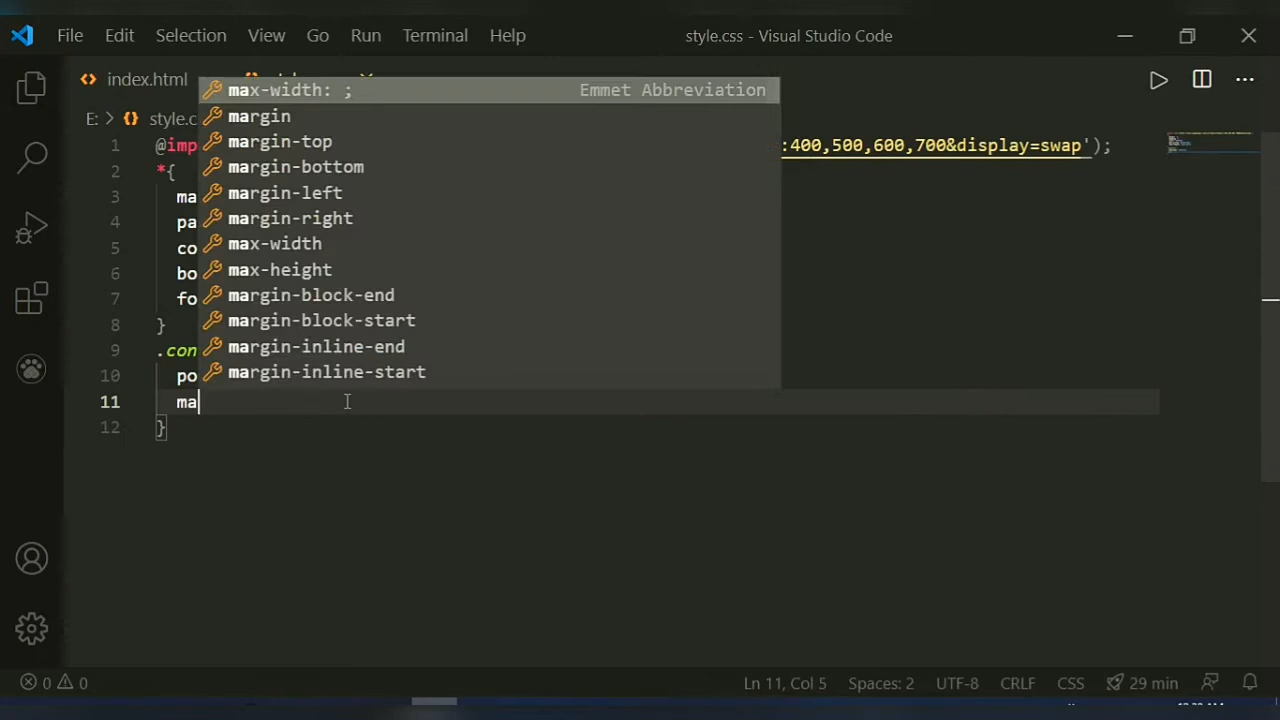 File Edit Selection View Go Run Terminal Help style.css - Visual Studio Code
index.html
E: style.c
1 @imp :400,500,600,700&display=swap');
2 *{
3 ma
4 pa
5 co
6 bo
7 fo
8 }
9 .con
10 po
11 ma
12 }
max-width: ; Emmet Abbreviation
margin
margin-top
margin-bottom
margin-left
margin-right
max-width
max-height
margin-block-end
margin-block-start
margin-inline-end
margin-inline-start
0 0 Ln 11, Col 5 Spaces: 2 UTF-8 CRLF CSS 29 min